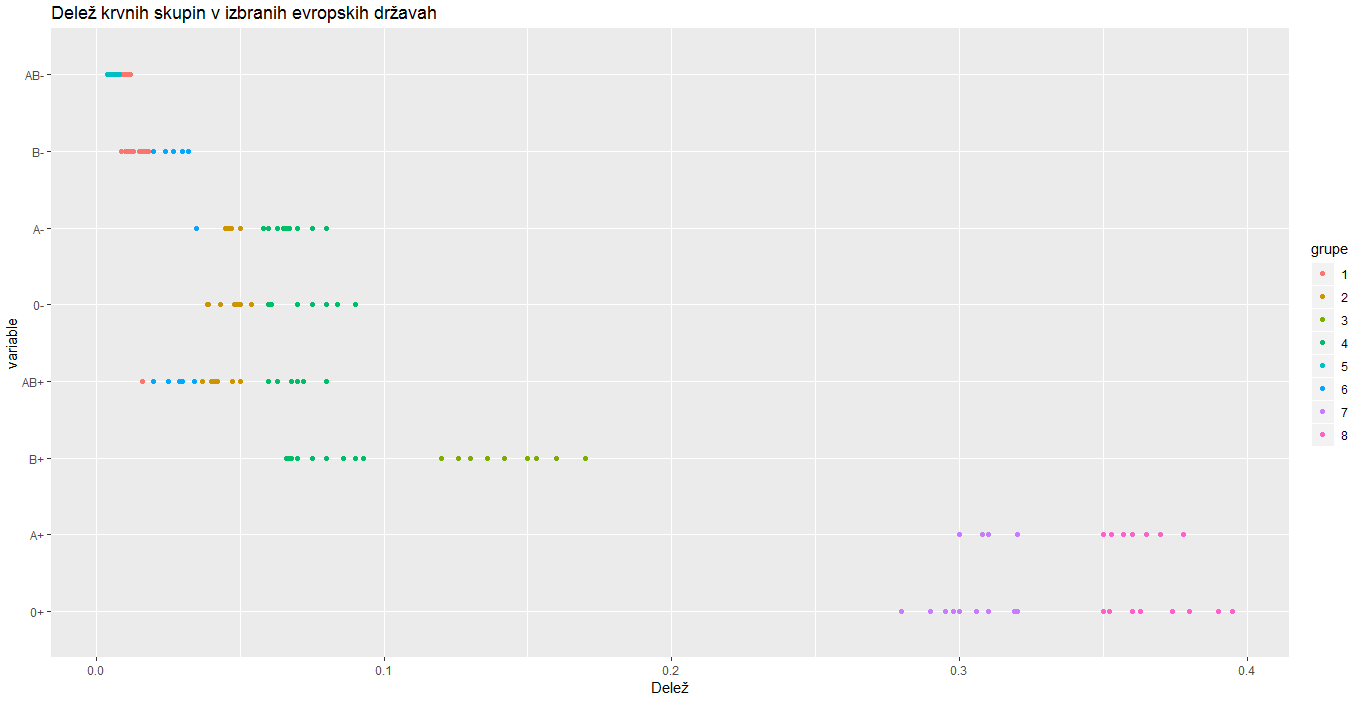 Delež krvnih skupin v izbranih evropskih državah
variable
AB-
B-
A-
0-
AB+
B+
A+
0+
0.0 0.1 0.2 0.3 0.4
Delež
grupe
1
2
3
4
5
6
7
8